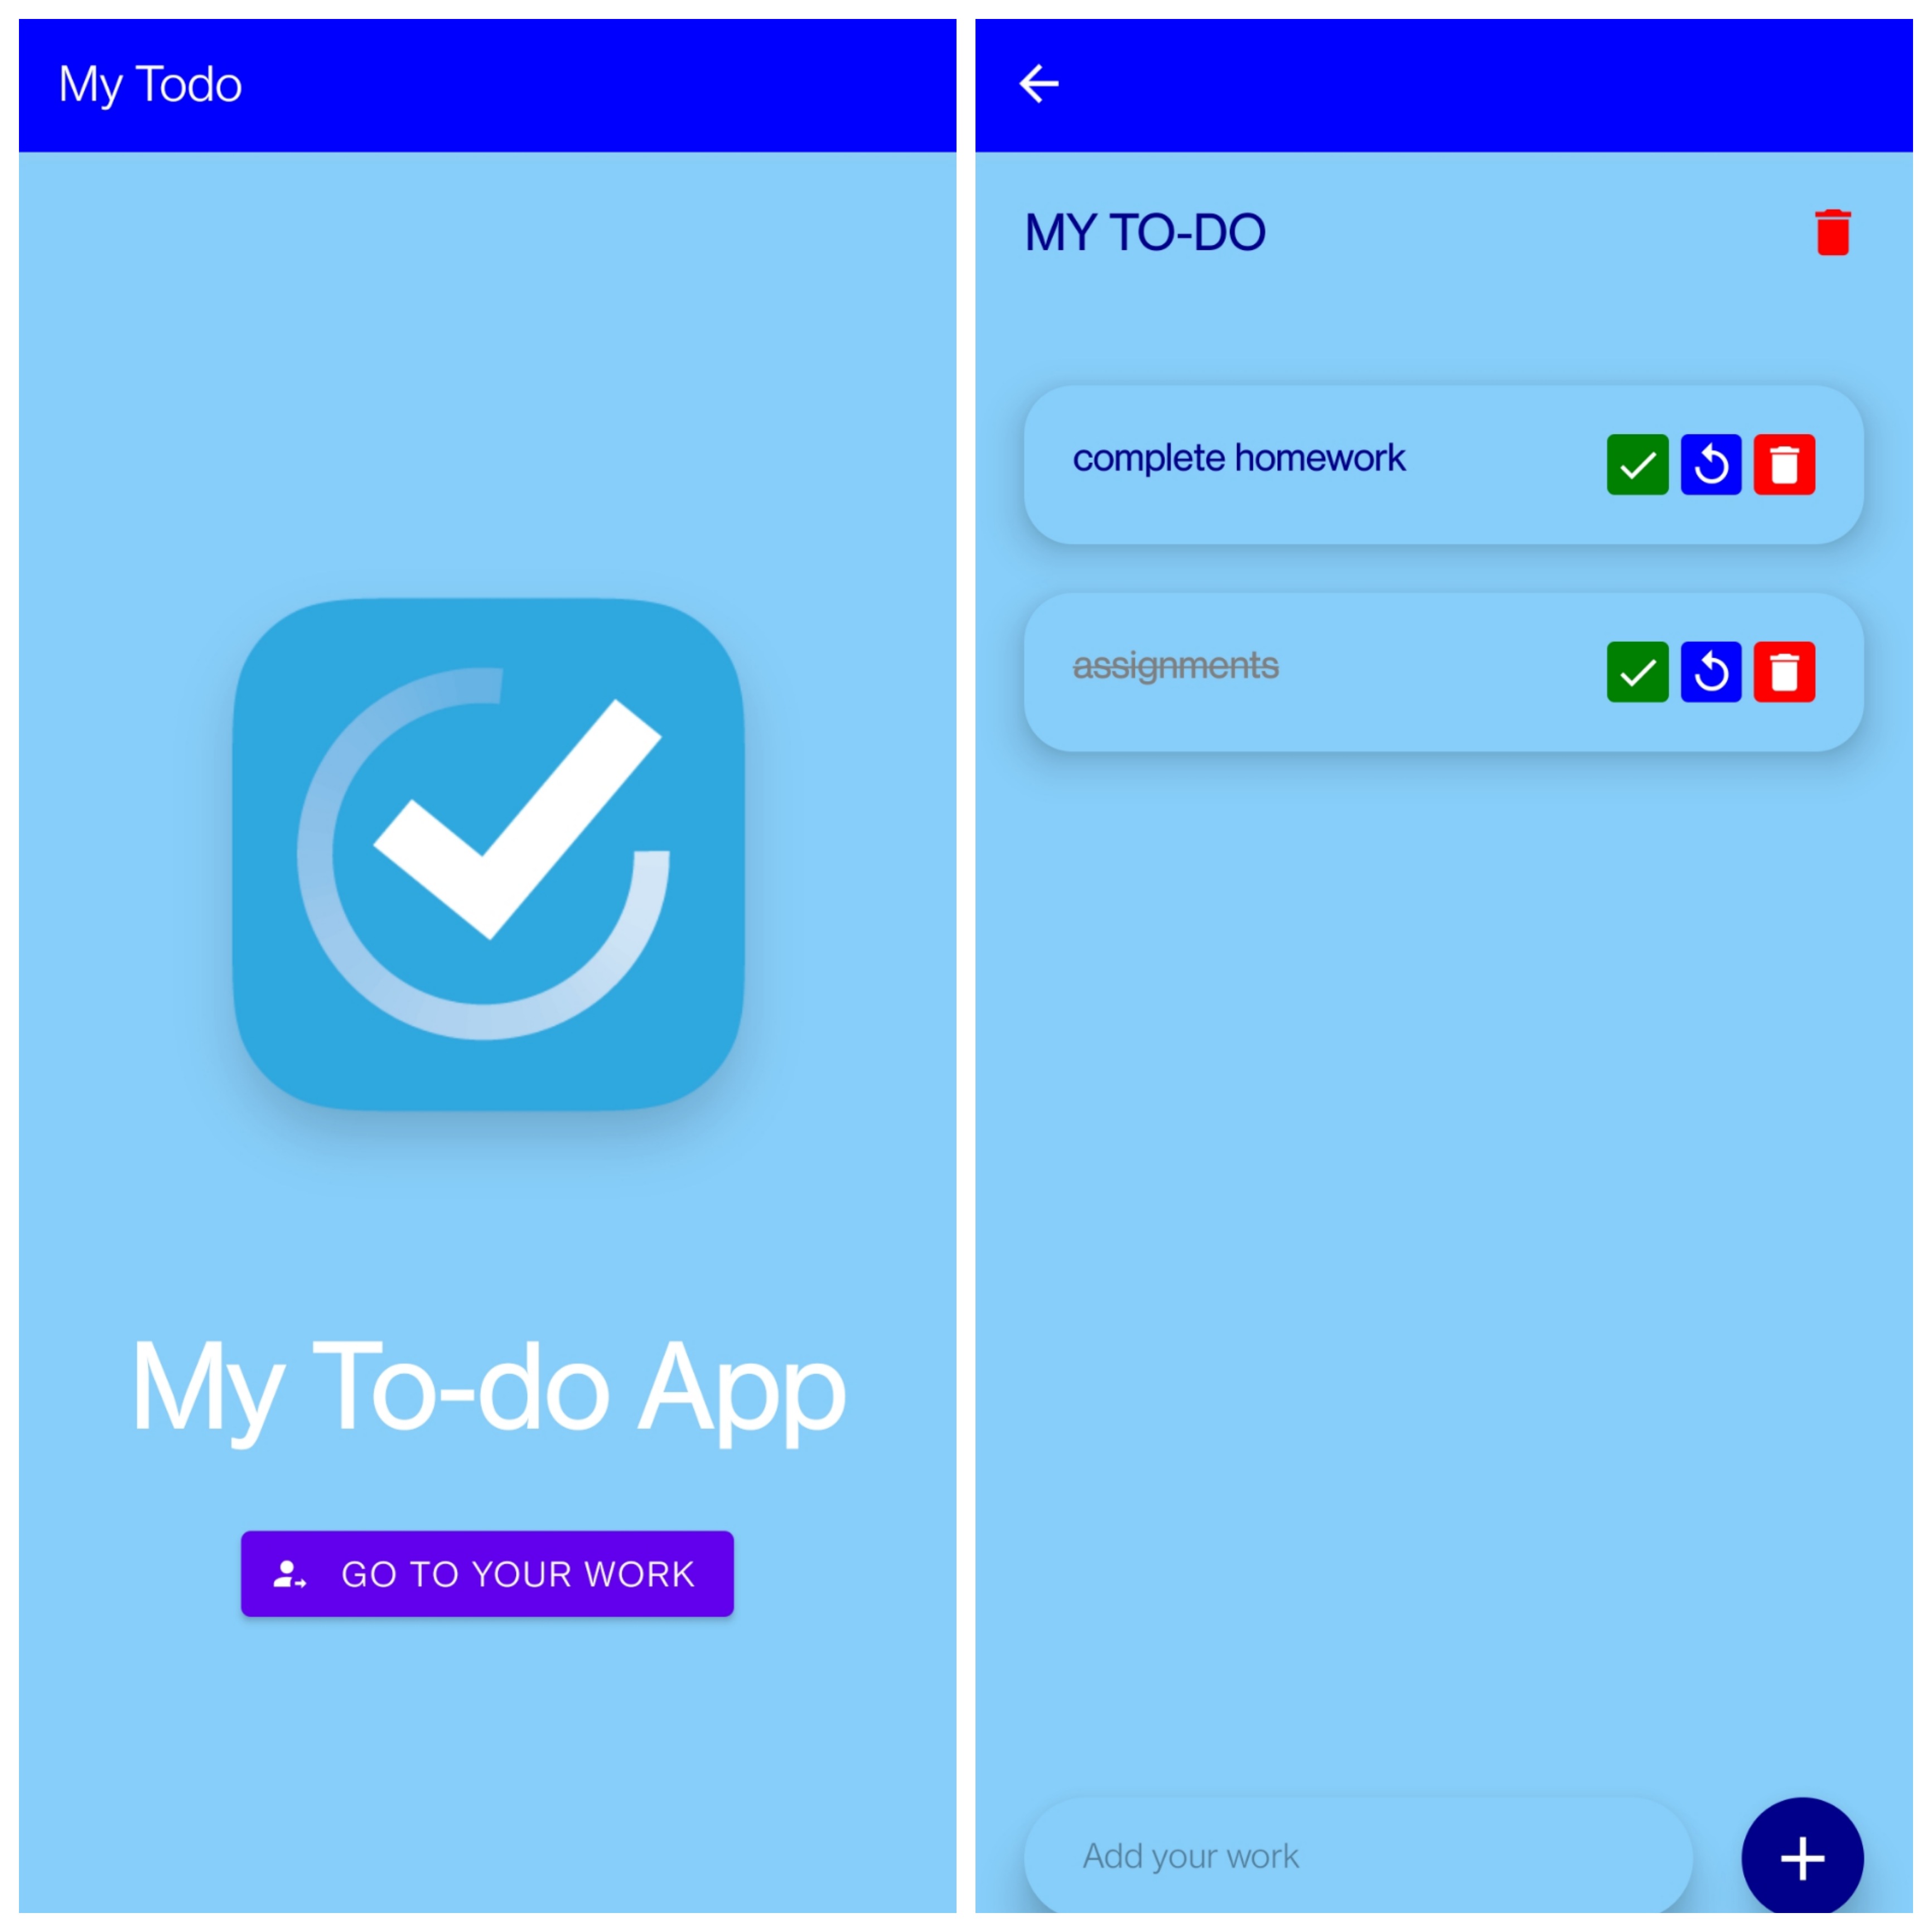 My Todo
My To-do App
GO TO YOUR WORK
MY TO-DO
complete homework
assignments
Add your work